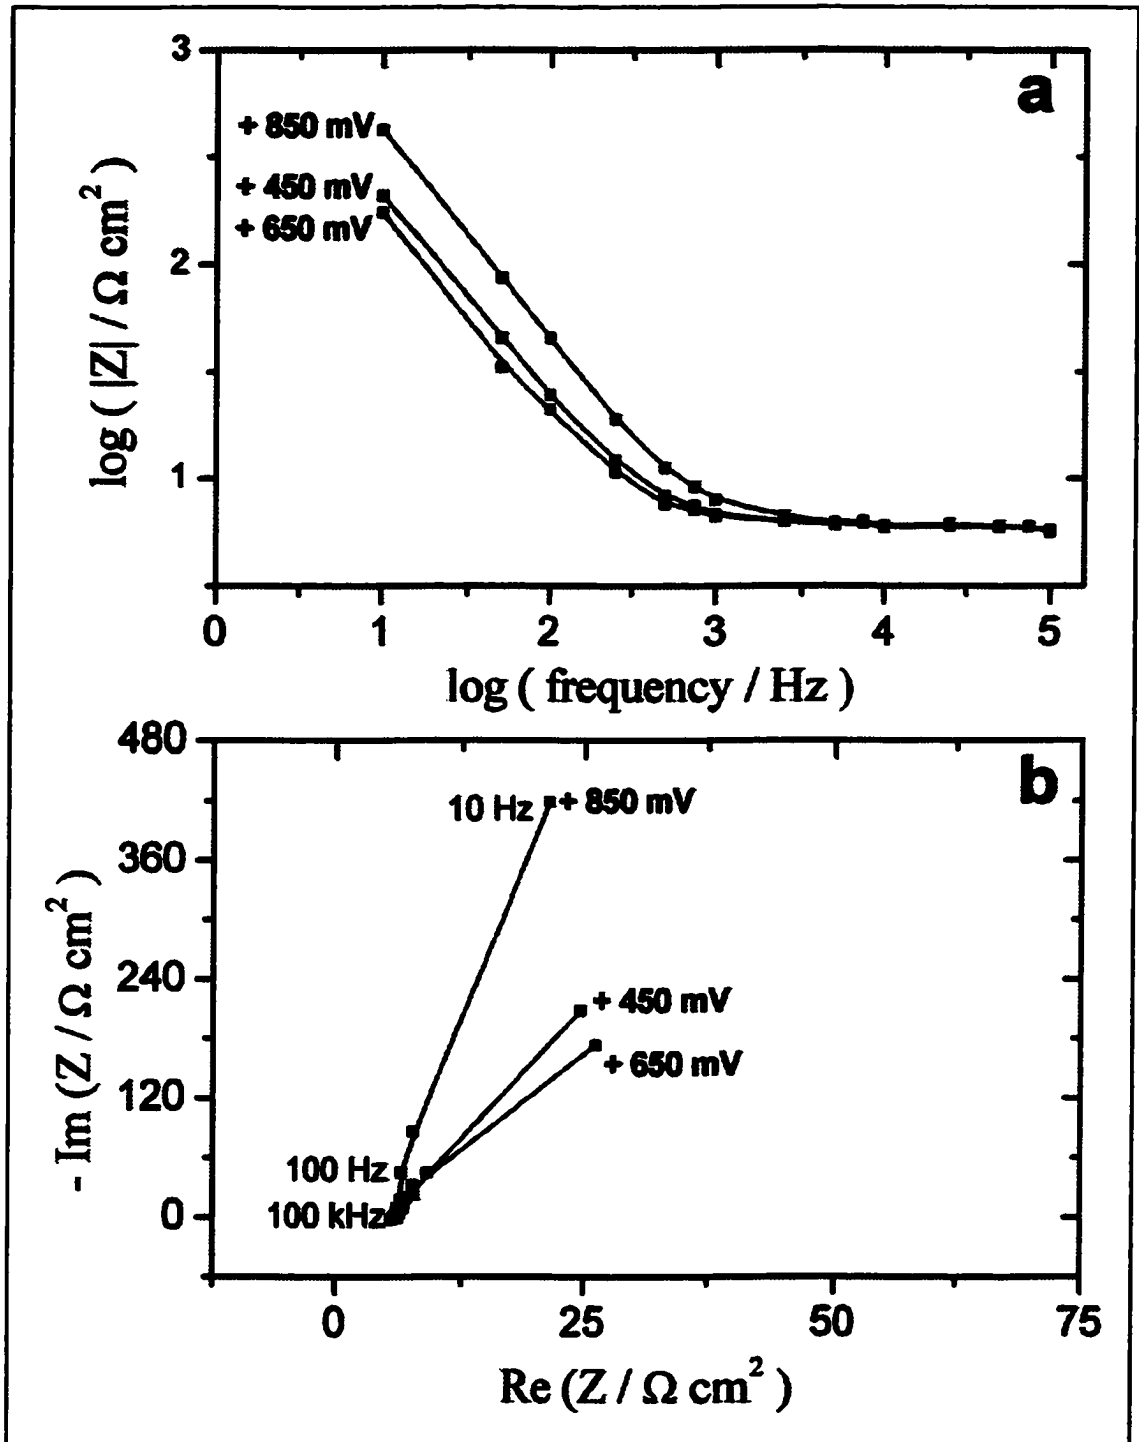 3
a
+ 850 mV
+ 450 mV
+ 650 mV
2
log ( |Z| / Ω cm²)
1
0 1 2 3 4 5
log ( frequency / Hz )
480
b
10 Hz + 850 mV
360
240
+ 450 mV
+ 650 mV
120
- Im (Z / Ω cm²)
100 Hz
0
100 kHz
0 25 50 75
Re (Z / Ω cm²)